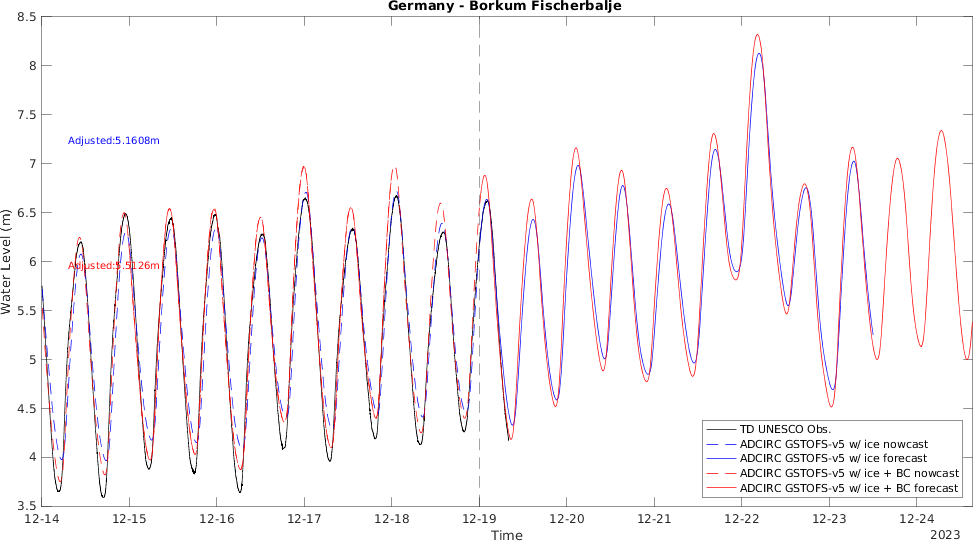 Germany - Borkum Fischerbalje
8.5
8
7.5
7
6.5
6
5.5
5
4.5
4
3.5
Water Level (m)
Adjusted:5.1608m
Adjusted:5.5126m
TD UNESCO Obs.
ADCIRC GSTOFS-v5 w/ ice nowcast
ADCIRC GSTOFS-v5 w/ ice forecast
ADCIRC GSTOFS-v5 w/ ice + BC nowcast
ADCIRC GSTOFS-v5 w/ ice + BC forecast
12-14 12-15 12-16 12-17 12-18 12-19 12-20 12-21 12-22 12-23 12-24
Time
2023